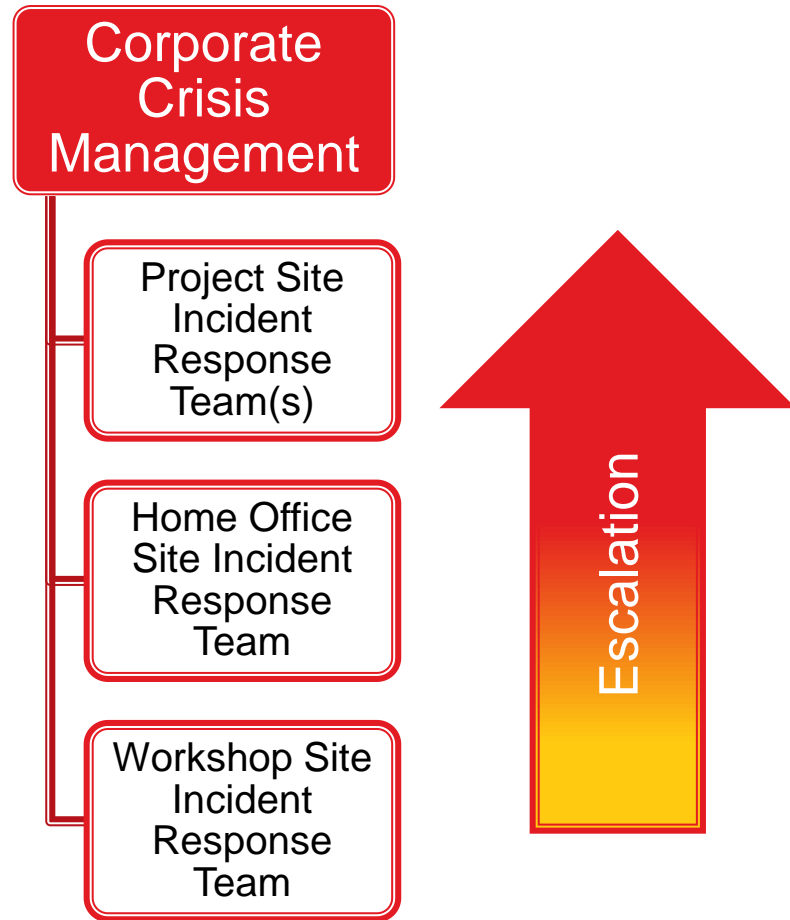 Corporate
Crisis
Management
Project Site
Incident
Response
Team(s)
Home Office
Site Incident
Response
Team
Workshop Site
Incident
Response
Team
Escalation